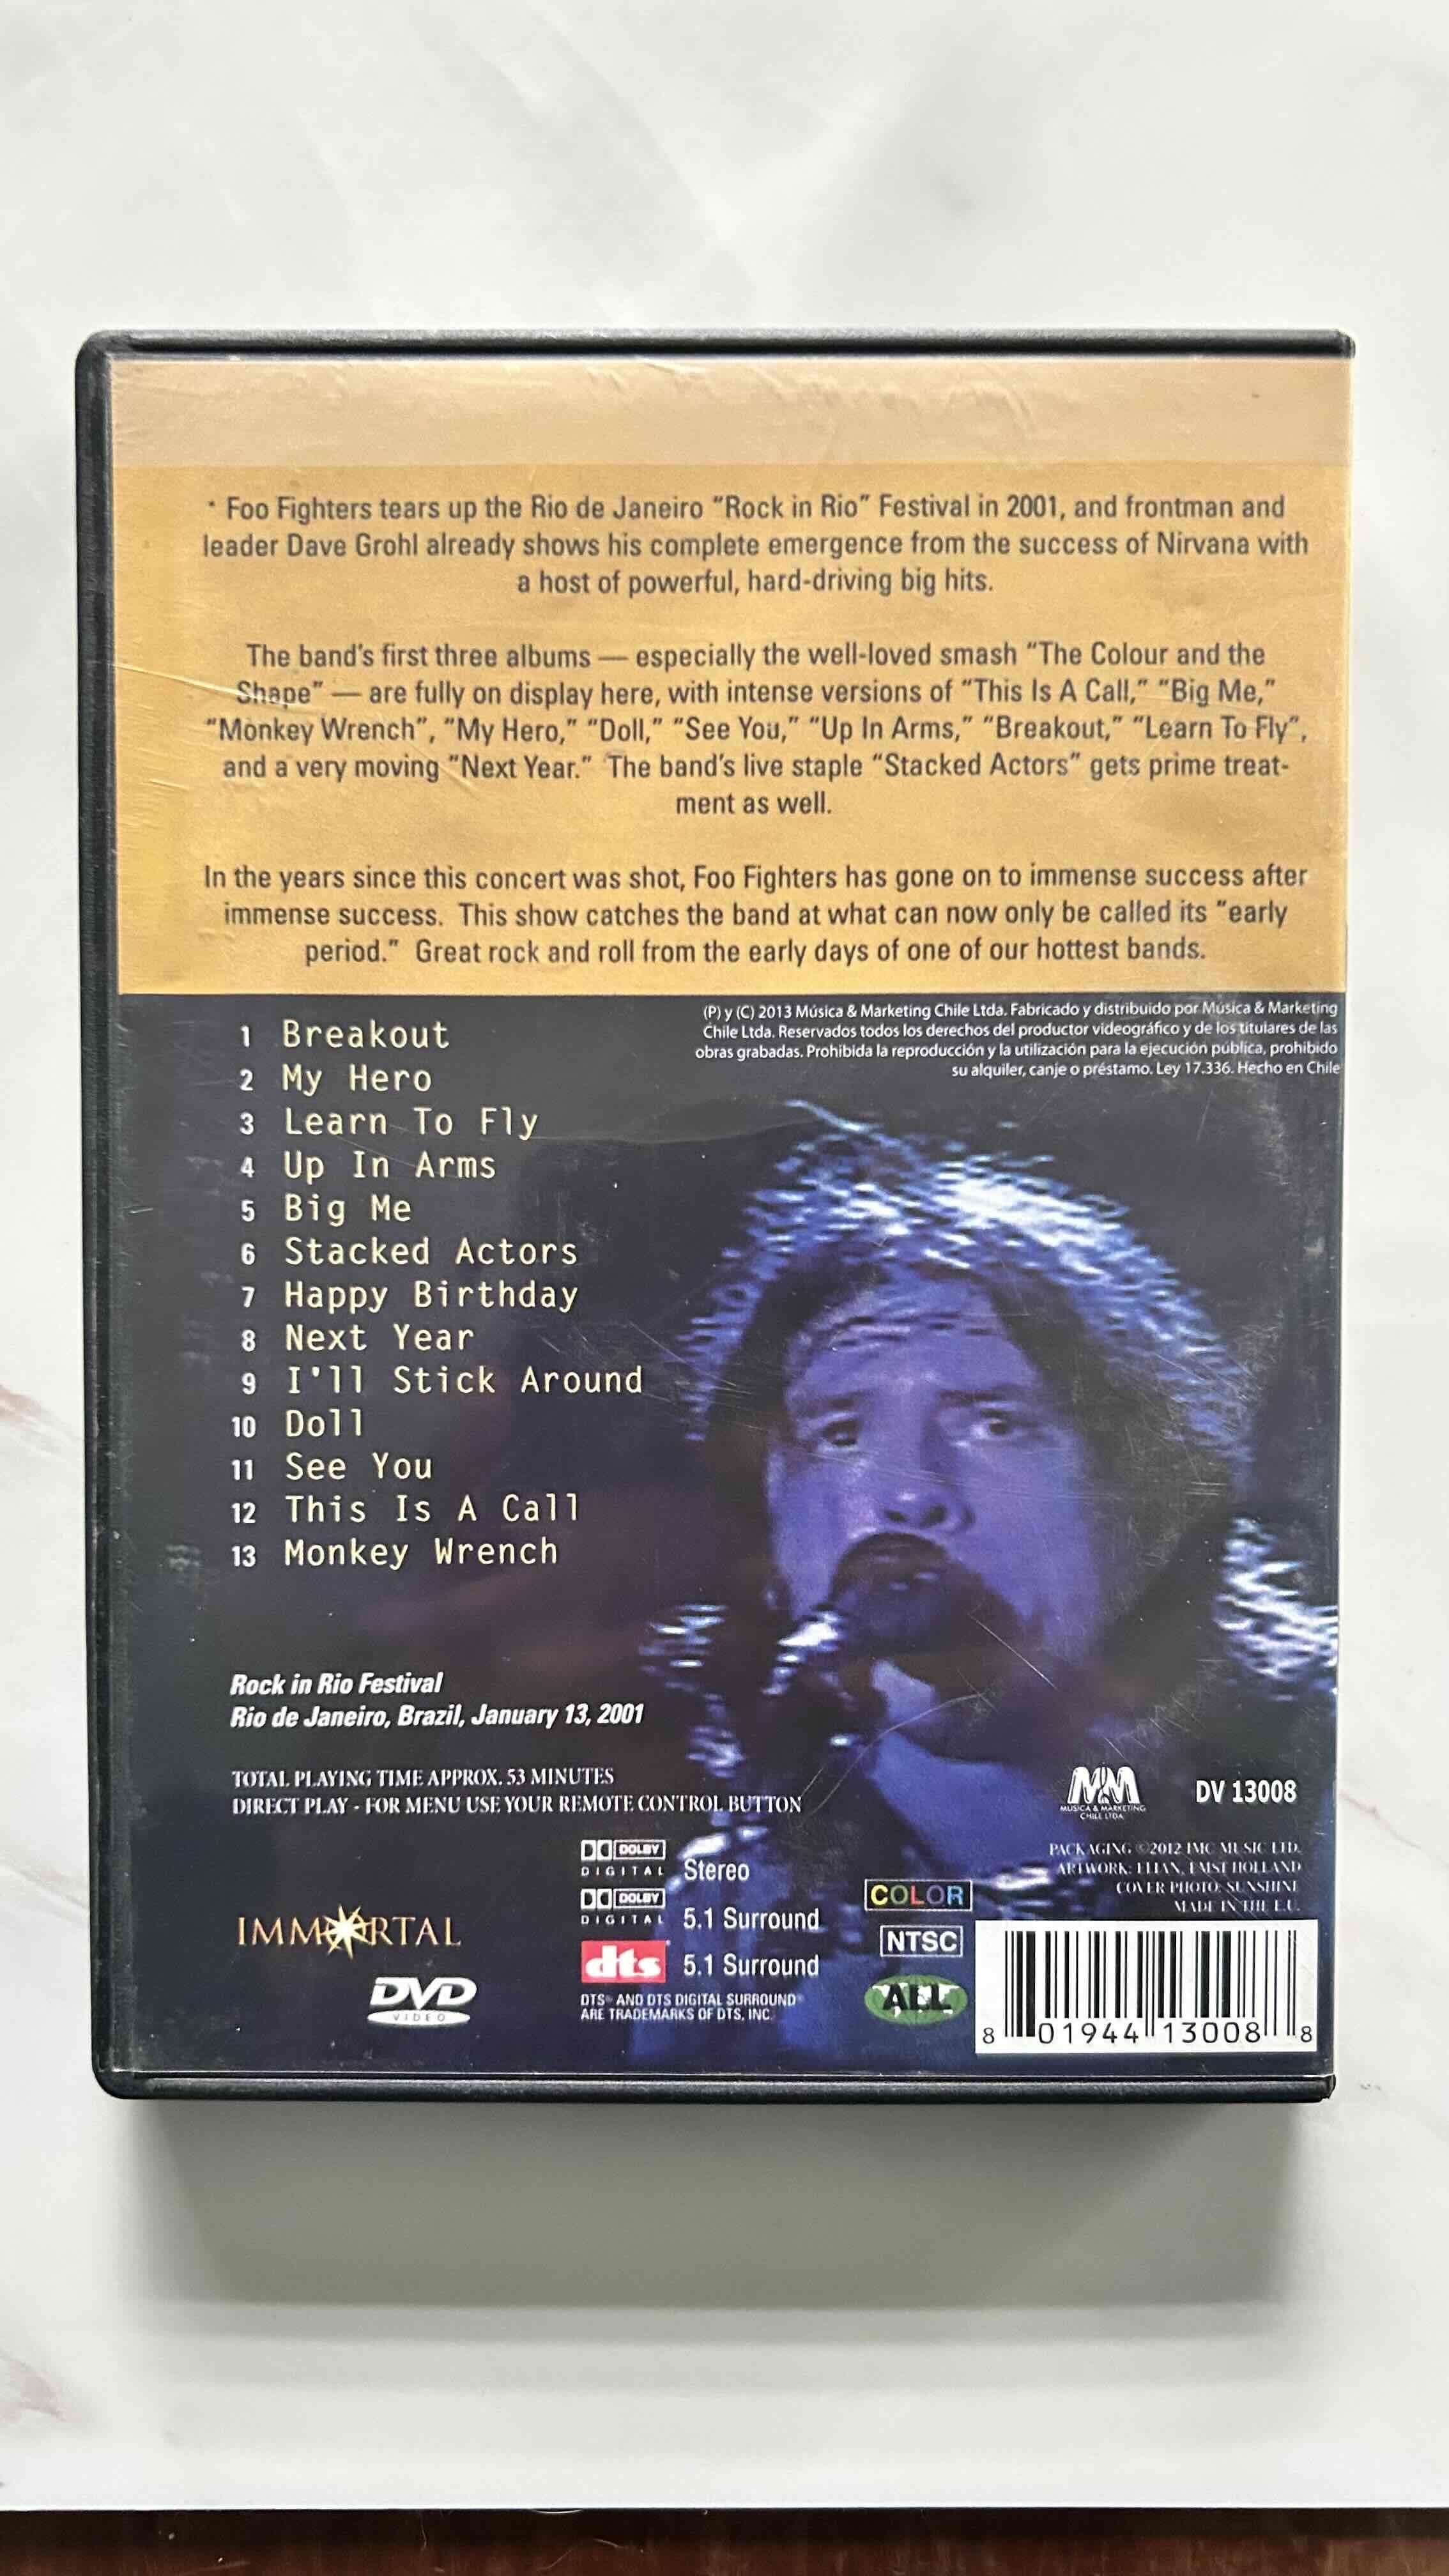 * Foo Fighters tears up the Rio de Janeiro “Rock in Rio” Festival in 2001, and frontman and
leader Dave Grohl already shows his complete emergence from the success of Nirvana with
a host of powerful, hard-driving big hits.
The band’s first three albums — especially the well-loved smash “The Colour and the
Shape” — are fully on display here, with intense versions of “This Is A Call,” “Big Me,”
“Monkey Wrench”, “My Hero,” “Doll,” “See You,” “Up In Arms,” “Breakout,” “Learn To Fly”,
and a very moving “Next Year.” The band’s live staple “Stacked Actors” gets prime treat-
ment as well.
In the years since this concert was shot, Foo Fighters has gone on to immense success after
immense success. This show catches the band at what can now only be called its “early
period.” Great rock and roll from the early days of one of our hottest bands.
(P) y (C) 2013 Música & Marketing Chile Ltda. Fabricado y distribuido por Música & Marketing
Chile Ltda. Reservados todos los derechos del productor videográfico y de los titulares de las
obras grabadas. Prohibida la reproducción y la utilización para la ejecución pública, prohibido
su alquiler, canje o préstamo. Ley 17.336. Hecho en Chile
1 Breakout
2 My Hero
3 Learn To Fly
4 Up In Arms
5 Big Me
6 Stacked Actors
7 Happy Birthday
8 Next Year
9 I'll Stick Around
10 Doll
11 See You
12 This Is A Call
13 Monkey Wrench
Rock in Rio Festival
Rio de Janeiro, Brazil, January 13, 2001
TOTAL PLAYING TIME APPROX. 53 MINUTES
DIRECT PLAY - FOR MENU USE YOUR REMOTE CONTROL BUTTON
M&M
MUSICA & MARKETING
CHILE LTDA.
DV 13008
PACKAGING ©2012 IMC MUSIC LTD.
ARTWORK: ELIAN, EMST HOLLAND
COVER PHOTO: SUNSHINE
MADE IN THE E.U.
IMMORTAL
DVD
VIDEO
DOLBY
DIGITAL Stereo
DOLBY
DIGITAL 5.1 Surround
dts 5.1 Surround
DTS® AND DTS DIGITAL SURROUND®
ARE TRADEMARKS OF DTS, INC.
COLOR
NTSC
ALL
8 01944 13008 8